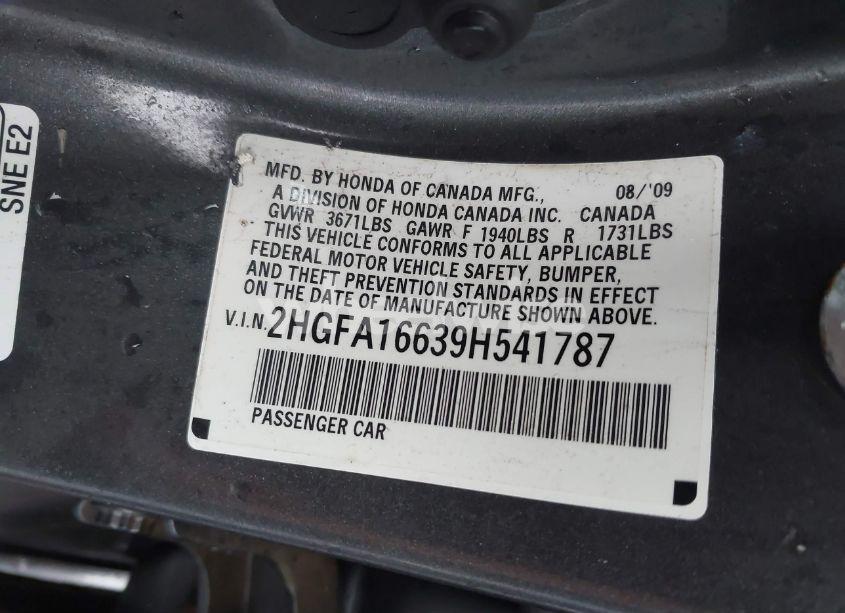 SNE E2
MFD. BY HONDA OF CANADA MFG., 08/'09
A DIVISION OF HONDA CANADA INC. CANADA
GVWR 3671LBS GAWR F 1940LBS R 1731LBS
THIS VEHICLE CONFORMS TO ALL APPLICABLE
FEDERAL MOTOR VEHICLE SAFETY, BUMPER,
AND THEFT PREVENTION STANDARDS IN EFFECT
ON THE DATE OF MANUFACTURE SHOWN ABOVE.
V.I.N. 2HGFA16639H541787
PASSENGER CAR